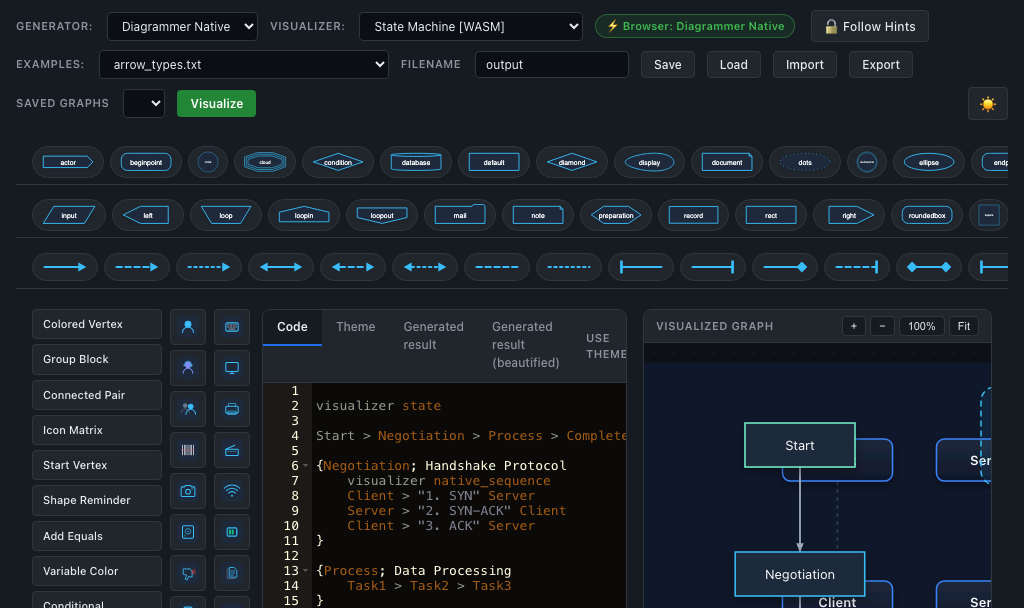 GENERATOR: Diagrammer Native VISUALIZER: State Machine [WASM] ⚡ Browser: Diagrammer Native 🔓 Follow Hints
EXAMPLES: arrow_types.txt FILENAME output Save Load Import Export
SAVED GRAPHS Visualize
actor beginpoint cloud condition database default diamond display document dots ellipse endp
input left loop loopin loopout mail note preparation record rect right roundedbox
Colored Vertex
Group Block
Connected Pair
Icon Matrix
Start Vertex
Shape Reminder
Add Equals
Variable Color
Conditional
Code Theme Generated result Generated result (beautified) USE THEME
1
2 visualizer state
3
4 Start > Negotiation > Process > Complete
5
6 {Negotiation; Handshake Protocol
7 visualizer native_sequence
8 Client > "1. SYN" Server
9 Server > "2. SYN-ACK" Client
10 Client > "3. ACK" Server
11 }
12
13 {Process; Data Processing
14 Task1 > Task2 > Task3
15 }
VISUALIZED GRAPH + − 100% Fit
Start
Ser
Negotiation
Client
Ser